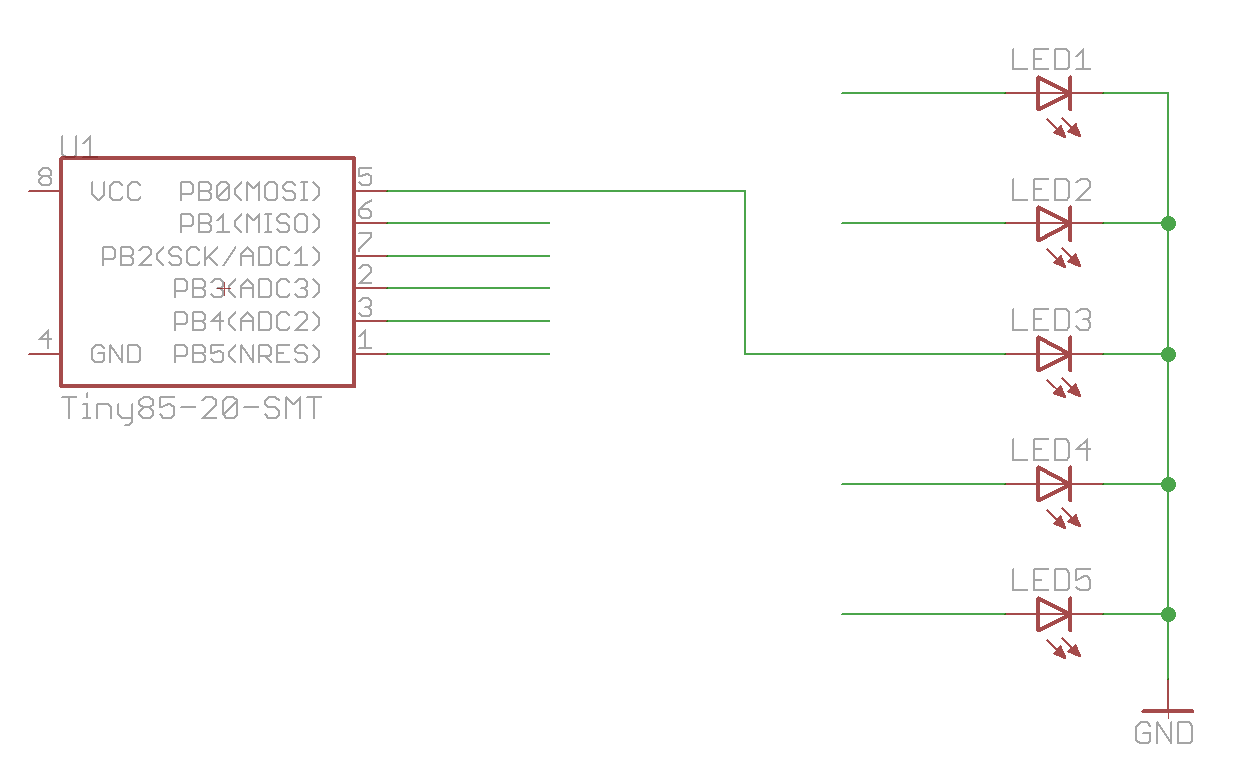 U1
8 VCC PB0(MOSI) 5
PB1(MISO) 6
PB2(SCK/ADC1) 7
PB3(ADC3) 2
PB4(ADC2) 3
4 GND PB5(NRES) 1
Tiny85-20-SMT
LED1
LED2
LED3
LED4
LED5
GND